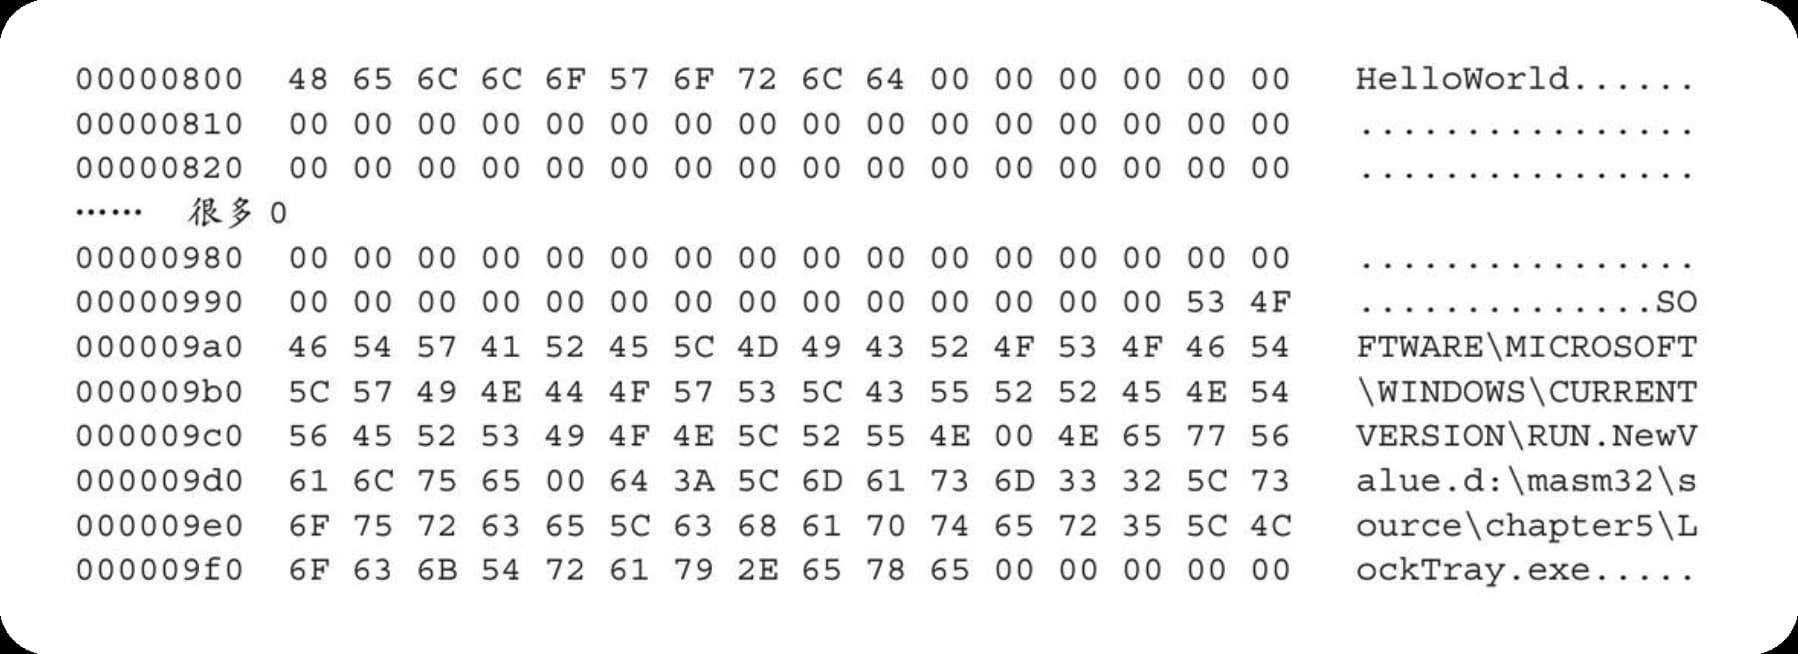 00000800  48 65 6C 6C 6F 57 6F 72 6C 64 00 00 00 00 00 00  HelloWorld......
00000810  00 00 00 00 00 00 00 00 00 00 00 00 00 00 00 00  ................
00000820  00 00 00 00 00 00 00 00 00 00 00 00 00 00 00 00  ................
…… 很多 0
00000980  00 00 00 00 00 00 00 00 00 00 00 00 00 00 00 00  ................
00000990  00 00 00 00 00 00 00 00 00 00 00 00 00 00 53 4F  ..............SO
000009a0  46 54 57 41 52 45 5C 4D 49 43 52 4F 53 4F 46 54  FTWARE\MICROSOFT
000009b0  5C 57 49 4E 44 4F 57 53 5C 43 55 52 52 45 4E 54  \WINDOWS\CURRENT
000009c0  56 45 52 53 49 4F 4E 5C 52 55 4E 00 4E 65 77 56  VERSION\RUN.NewV
000009d0  61 6C 75 65 00 64 3A 5C 6D 61 73 6D 33 32 5C 73  alue.d:\masm32\s
000009e0  6F 75 72 63 65 5C 63 68 61 70 74 65 72 35 5C 4C  ource\chapter5\L
000009f0  6F 63 6B 54 72 61 79 2E 65 78 65 00 00 00 00 00  ockTray.exe.....